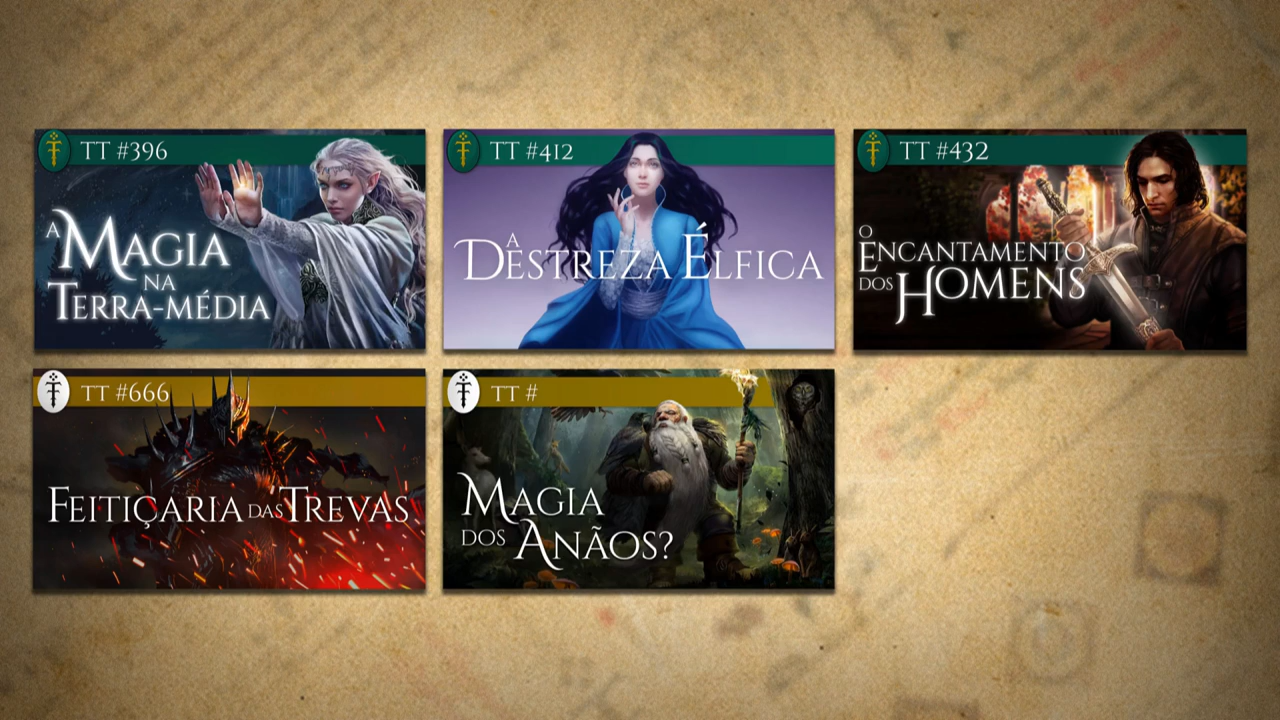 TT #396
A MAGIA
NA
TERRA-MÉDIA
TT #412
A
DESTREZA ÉLFICA
TT #432
O
ENCANTAMENTO
DOS HOMENS
TT #666
FEITIÇARIA DAS TREVAS
TT #
MAGIA
DOS ANÃOS?